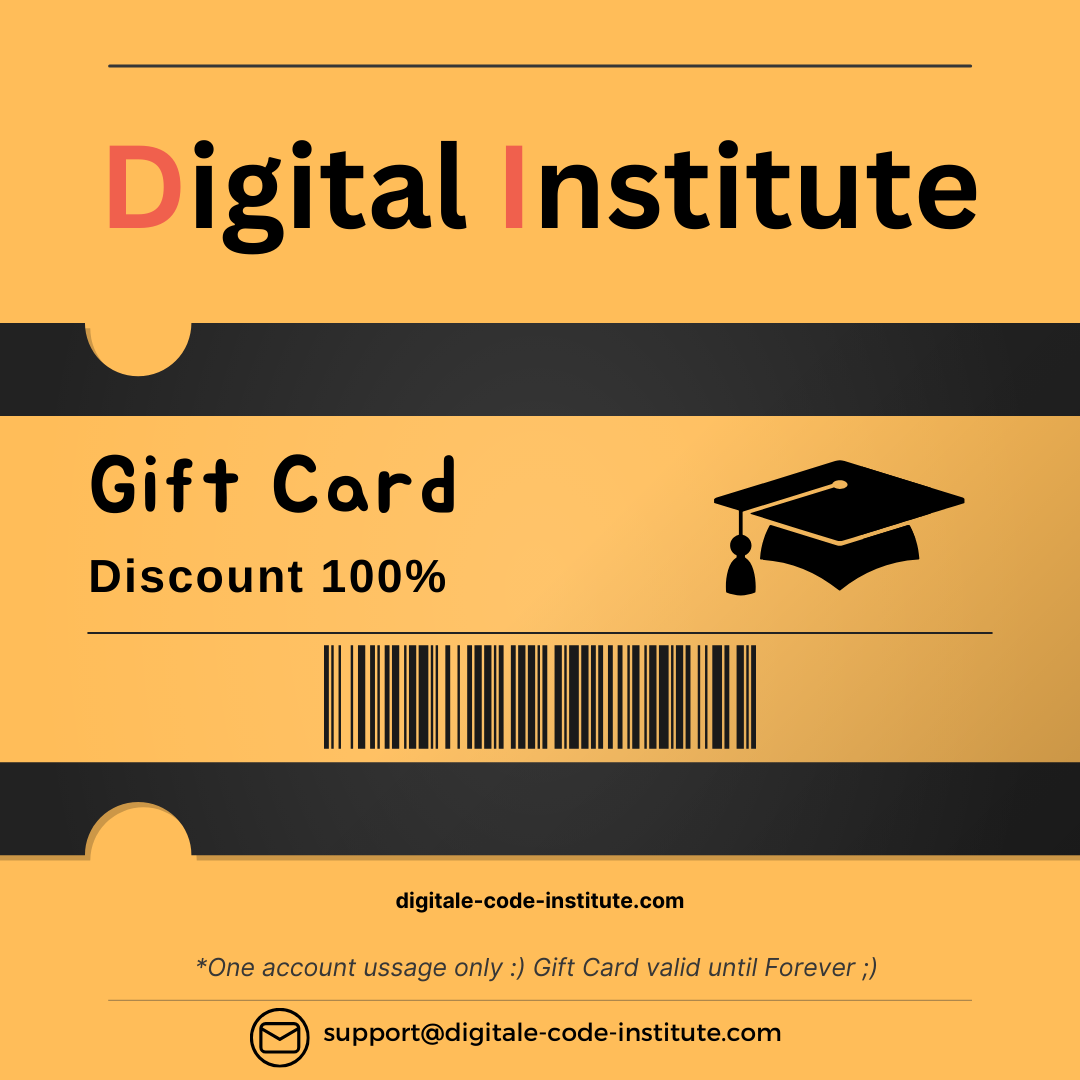 Digital Institute
Gift Card
Discount 100%
digitale-code-institute.com
*One account ussage only :) Gift Card valid until Forever ;)
support@digitale-code-institute.com